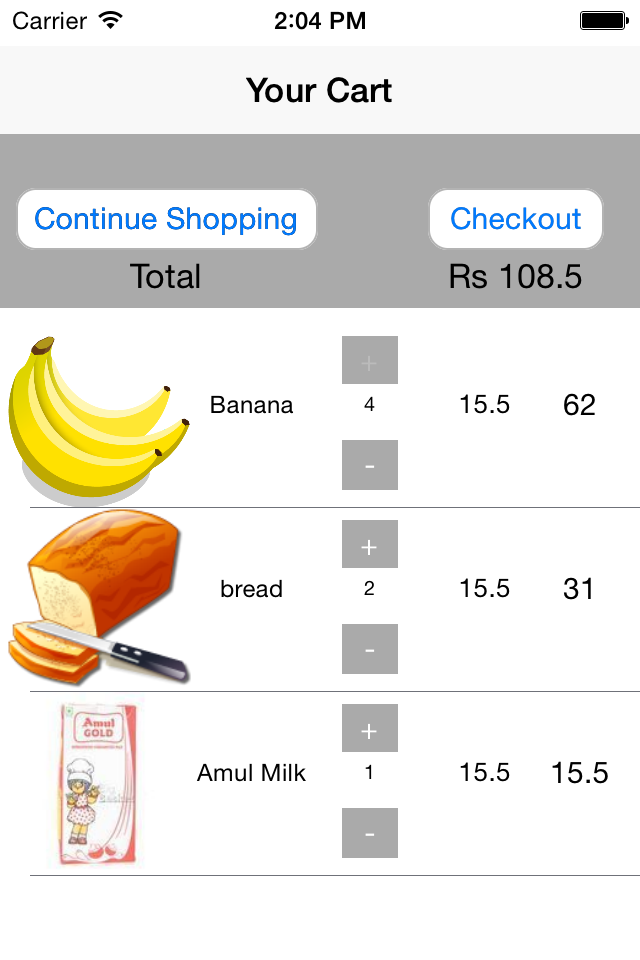 Carrier 2:04 PM
Your Cart
Continue Shopping Checkout
Total Rs 108.5
+
Banana 4 15.5 62
-
+
bread 2 15.5 31
-
Amul
GOLD
+
Amul Milk 1 15.5 15.5
-